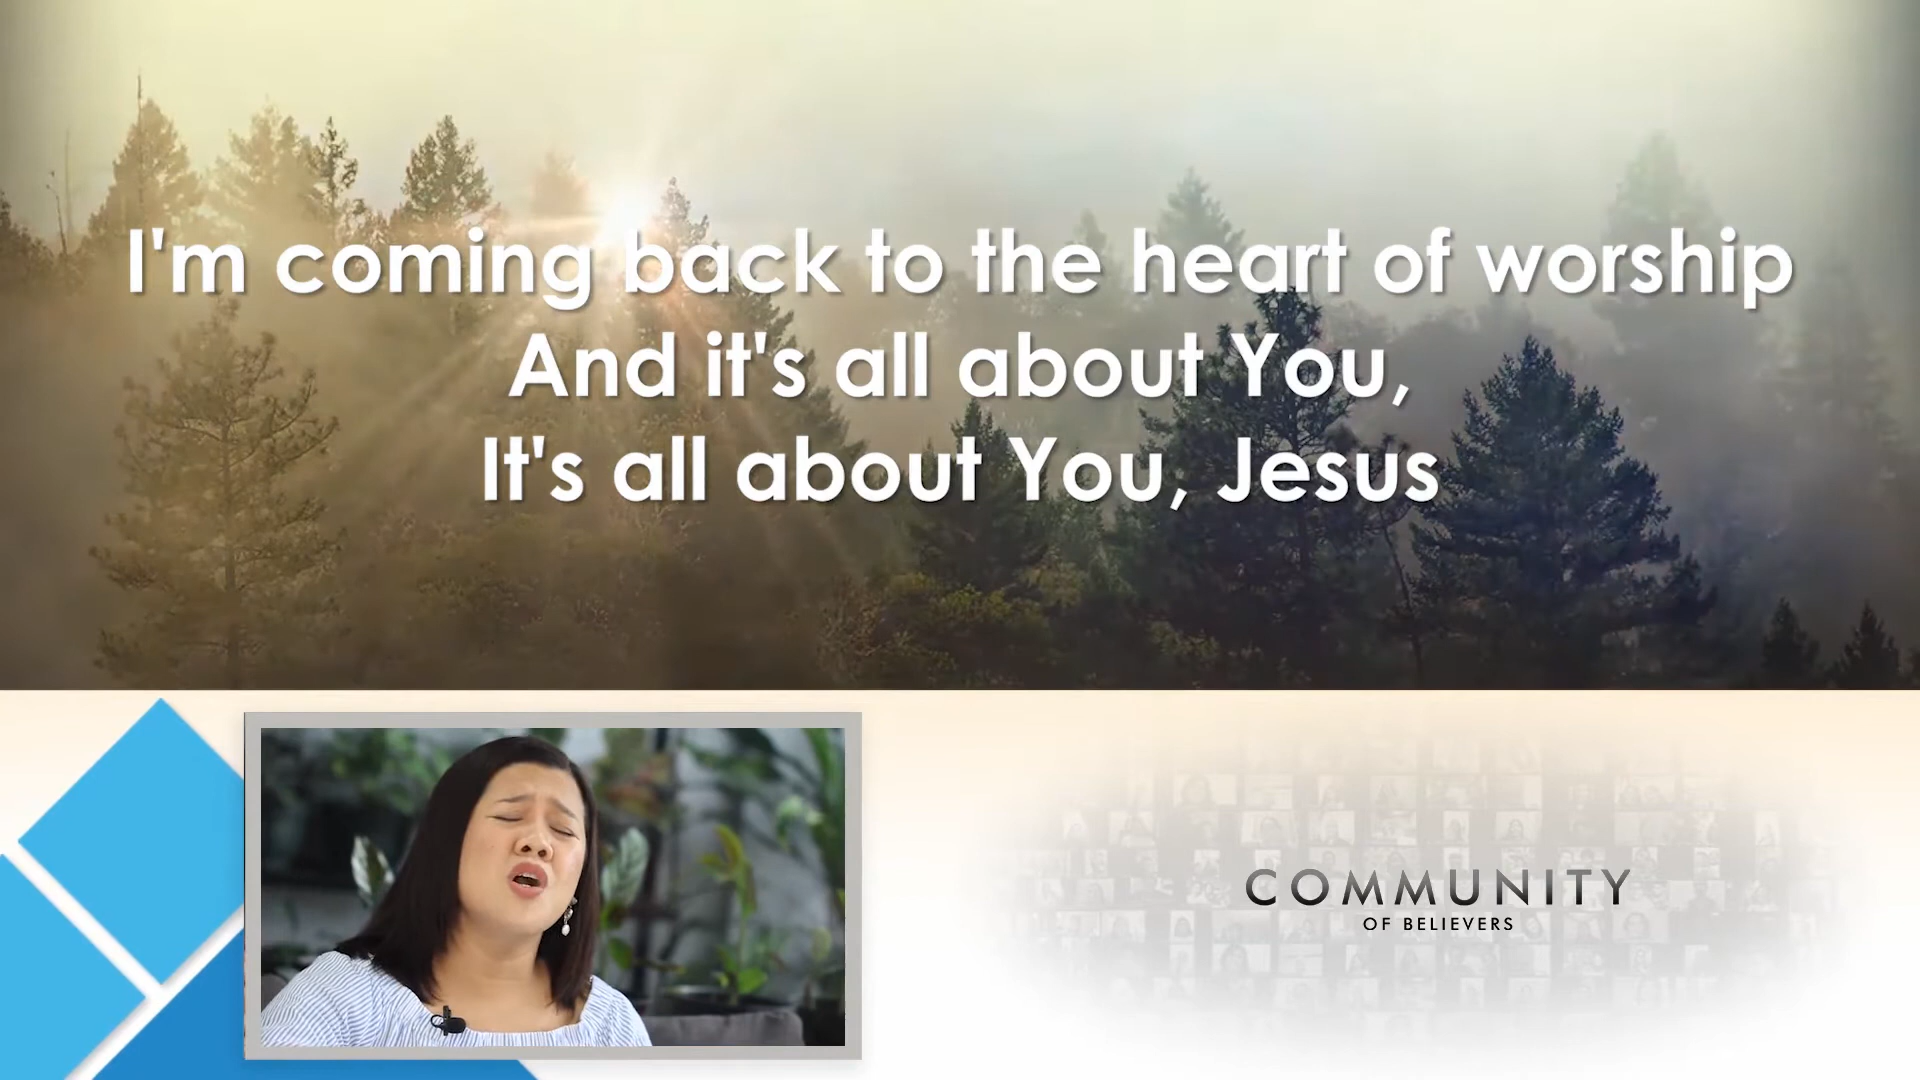 I'm coming back to the heart of worship
And it's all about You,
It's all about You, Jesus
COMMUNITY
OF BELIEVERS